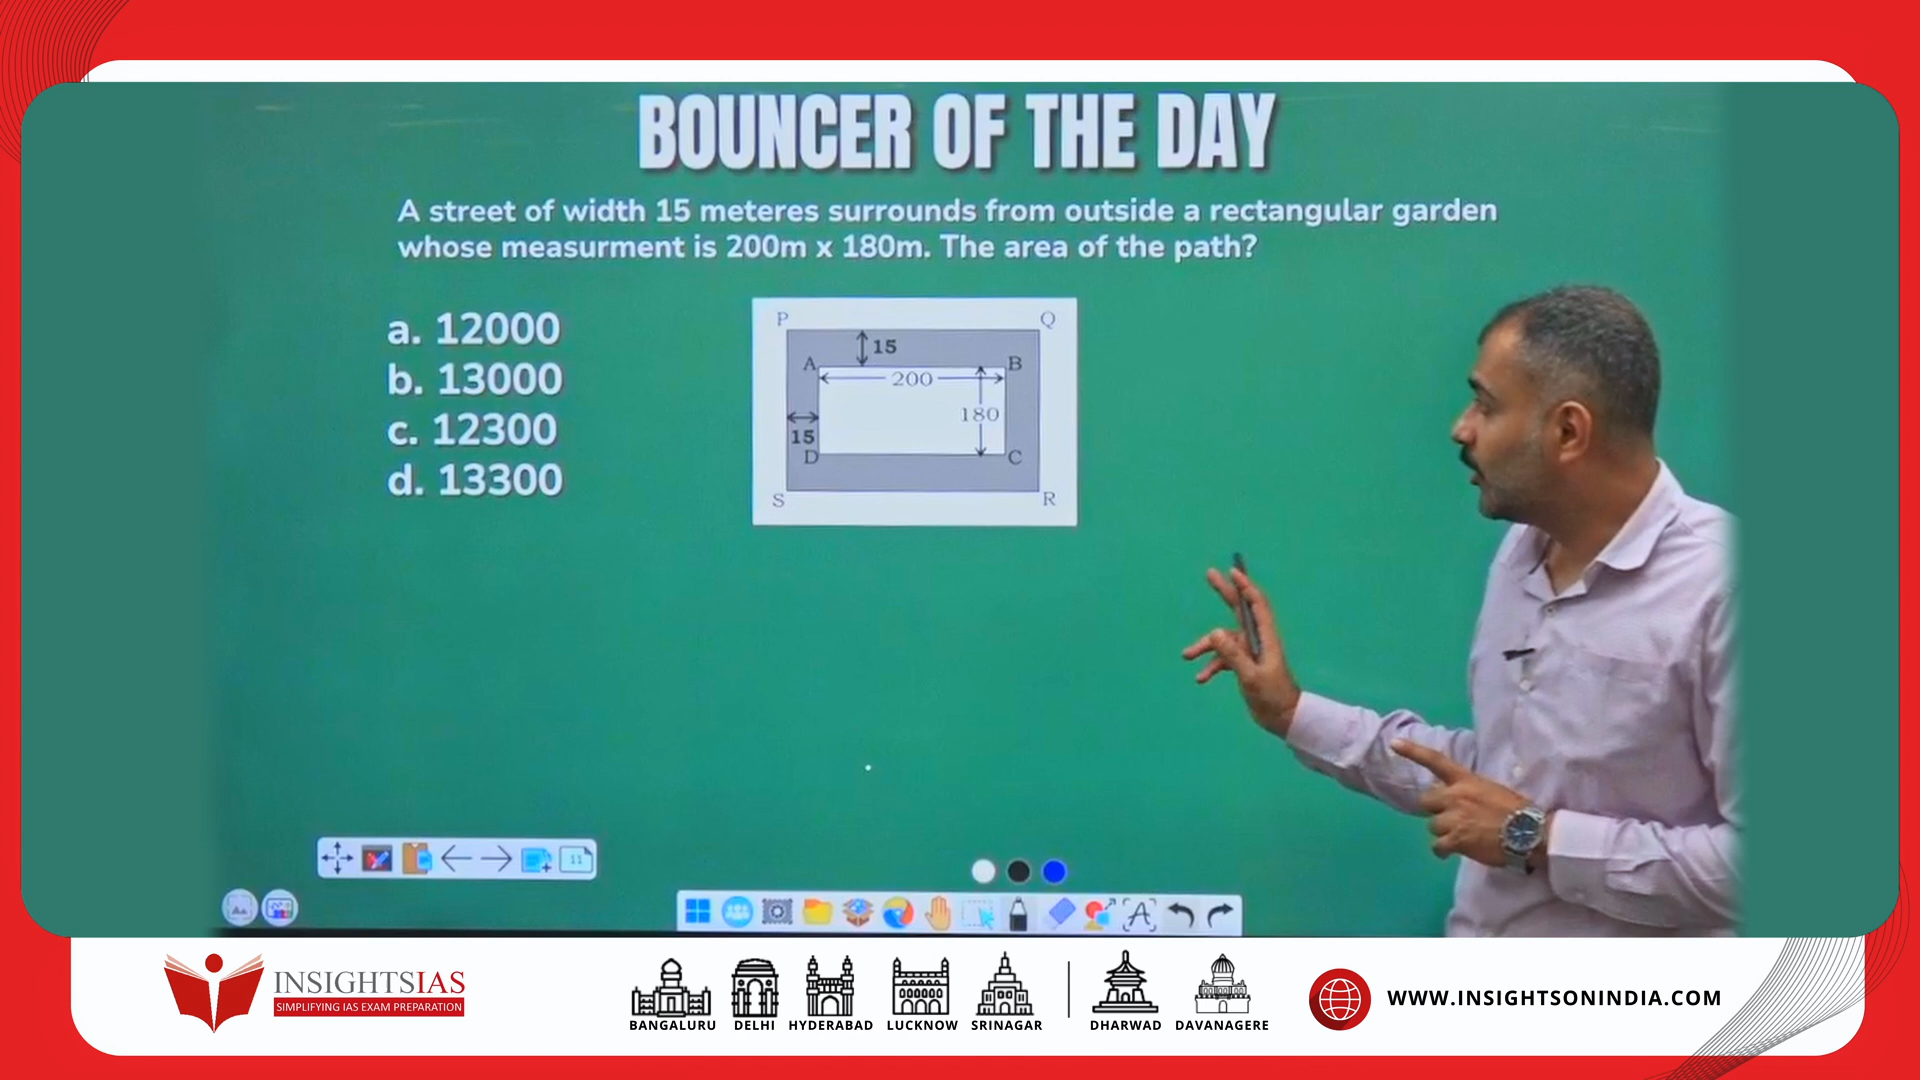 BOUNCER OF THE DAY
A street of width 15 meteres surrounds from outside a rectangular garden
whose measurment is 200m x 180m. The area of the path?
a. 12000
b. 13000
c. 12300
d. 13300
P
Q
15
A
B
200
180
15
D
C
S
R
11
A
INSIGHTSIAS
SIMPLIFYING IAS EXAM PREPARATION
BANGALURU
DELHI
HYDERABAD
LUCKNOW
SRINAGAR
DHARWAD
DAVANAGERE
WWW.INSIGHTSONINDIA.COM